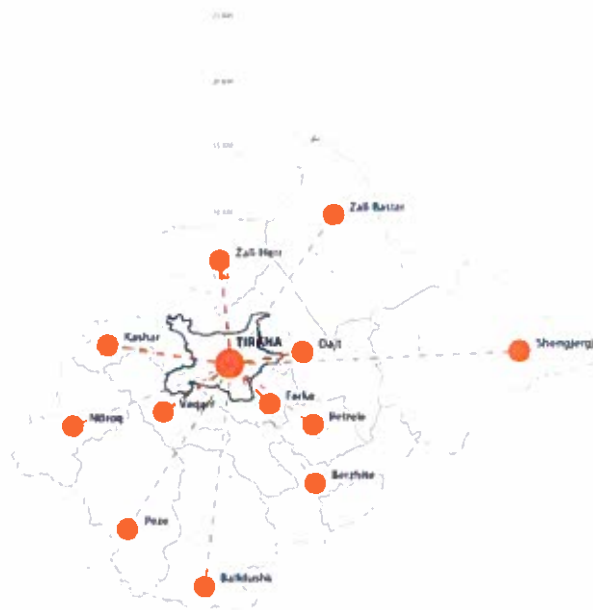 Zall Bastar
Zall Herr
TIRANA
Kashar
Dajt
Shengjergj
Vaqarr
Farke
Petrele
Ndroq
Berzhite
Peze
Baldushk